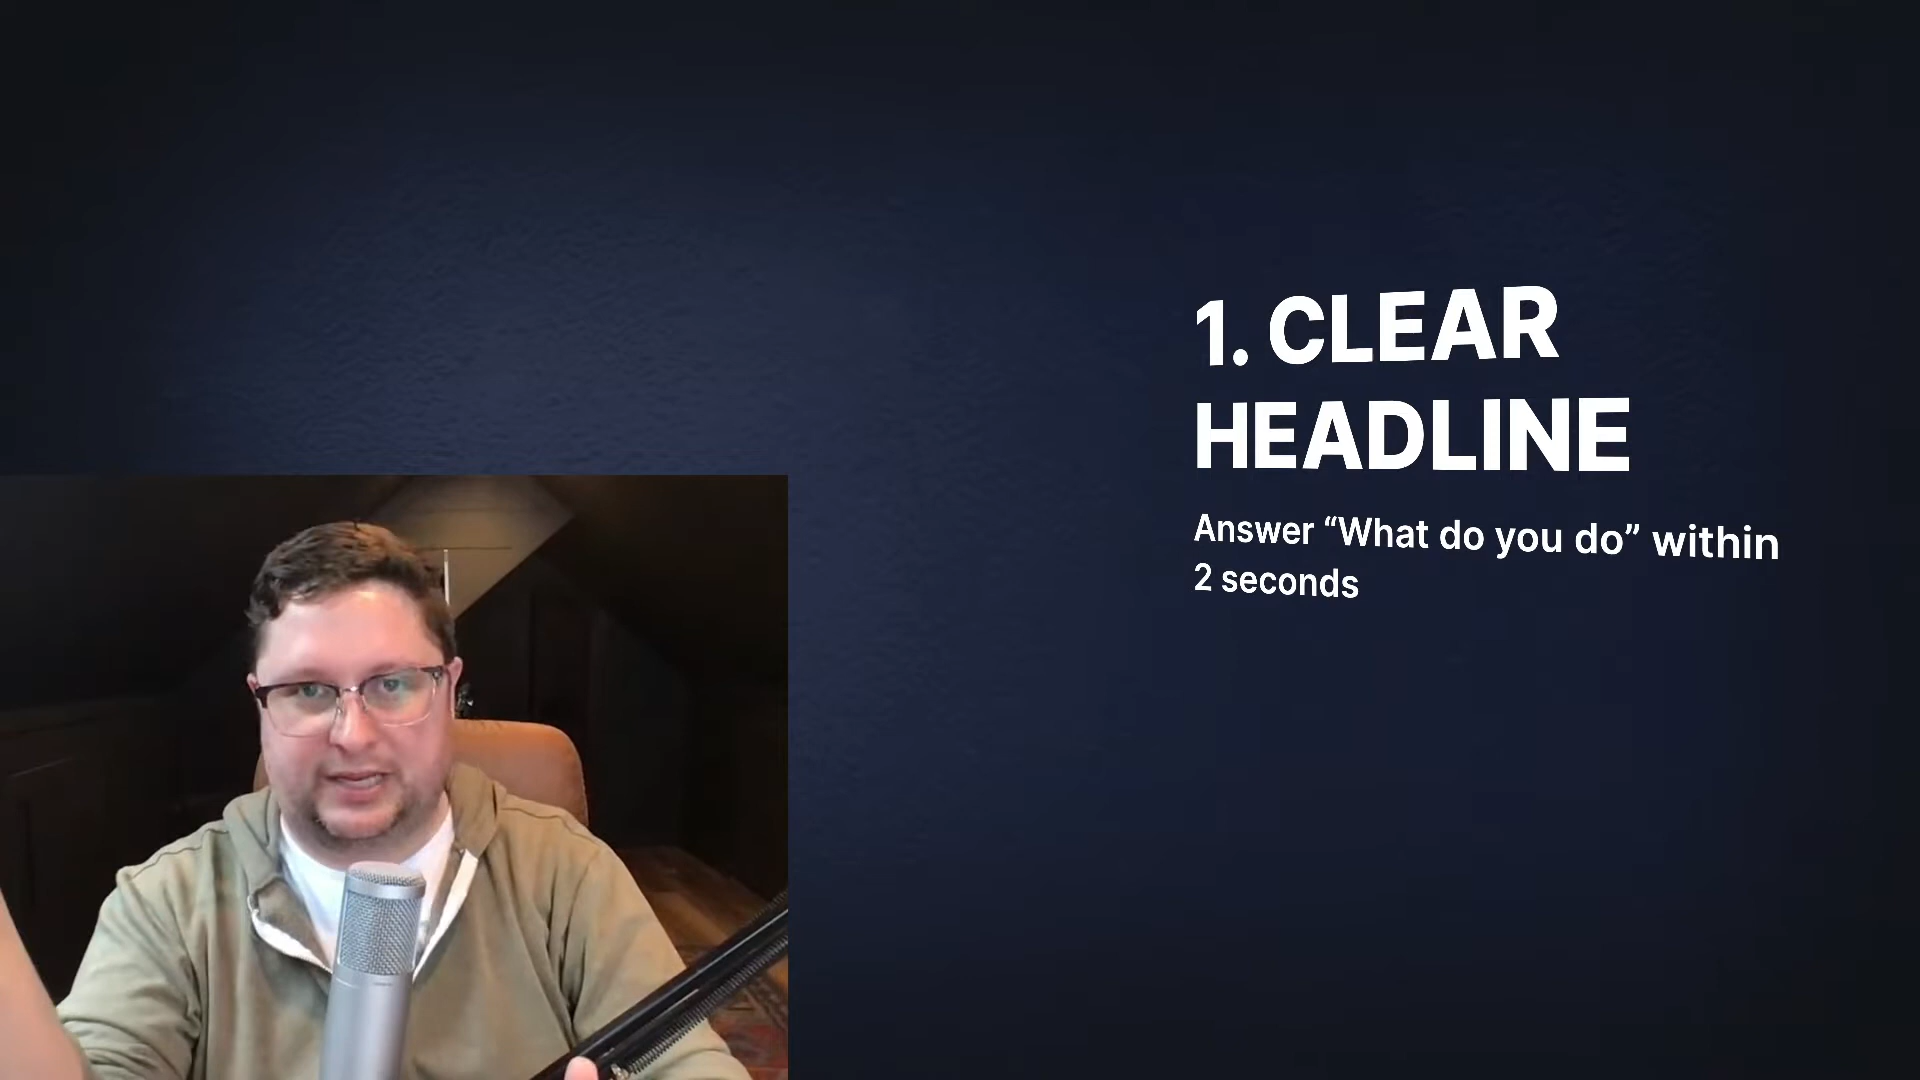 1. CLEAR
HEADLINE
Answer “What do you do” within
2 seconds